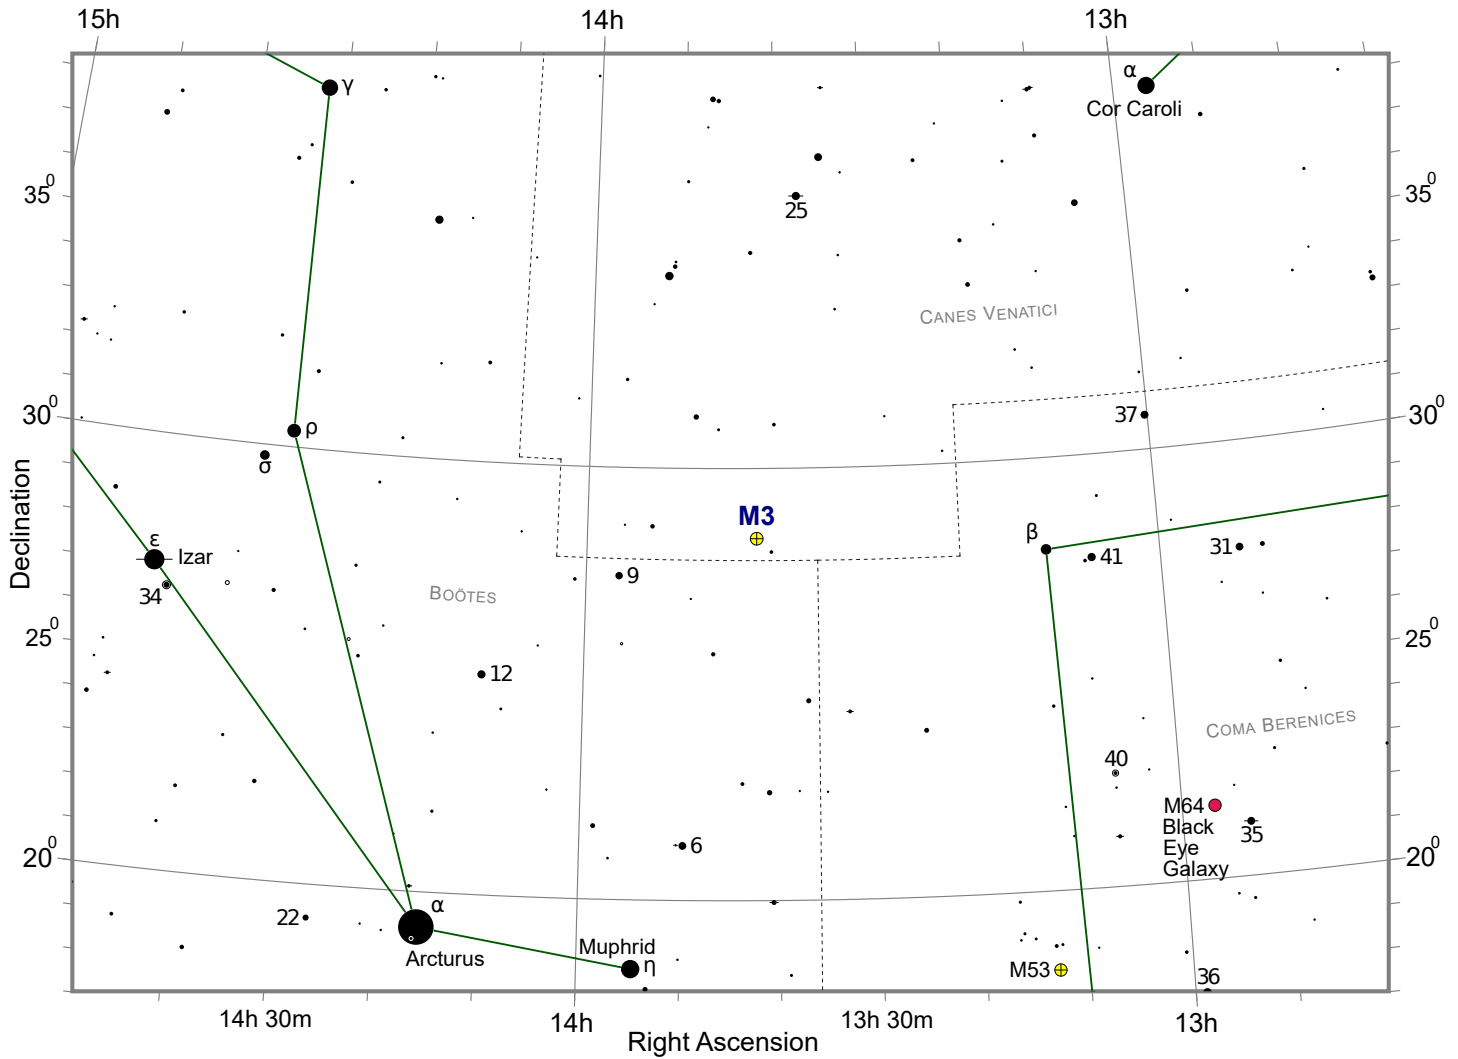 15h 14h 13h
γ
α
Cor Caroli
35⁰ 35⁰
25
CANES VENATICI
30⁰ 30⁰
37
ρ
σ
M3
β
ε
Izar
41
31
9
34
BOÖTES
25⁰ 25⁰
12
COMA BERENICES
40
M64
Black
Eye
Galaxy
35
6
20⁰ 20⁰
α
22
Arcturus
Muphrid
η
M53
36
14h 30m 14h 13h 30m 13h
Right Ascension
Declination